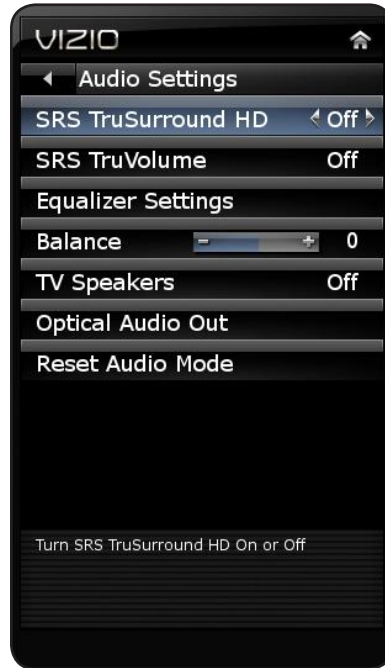 VIZIO
Audio Settings
SRS TruSurround HD Off
SRS TruVolume Off
Equalizer Settings
Balance - + 0
TV Speakers Off
Optical Audio Out
Reset Audio Mode
Turn SRS TruSurround HD On or Off